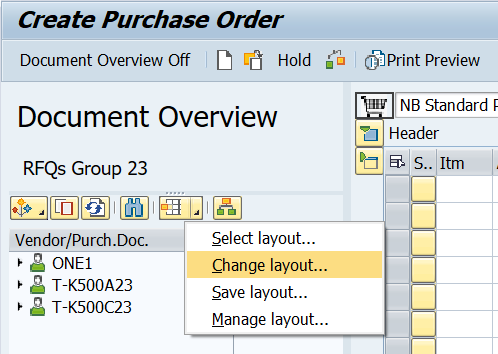 Create Purchase Order
Document Overview Off Hold Print Preview
Document Overview
NB Standard P
Header
RFQs Group 23
S.. Itm
Vendor/Purch.Doc.
ONE1
T-K500A23
T-K500C23
Select layout...
Change layout...
Save layout...
Manage layout...